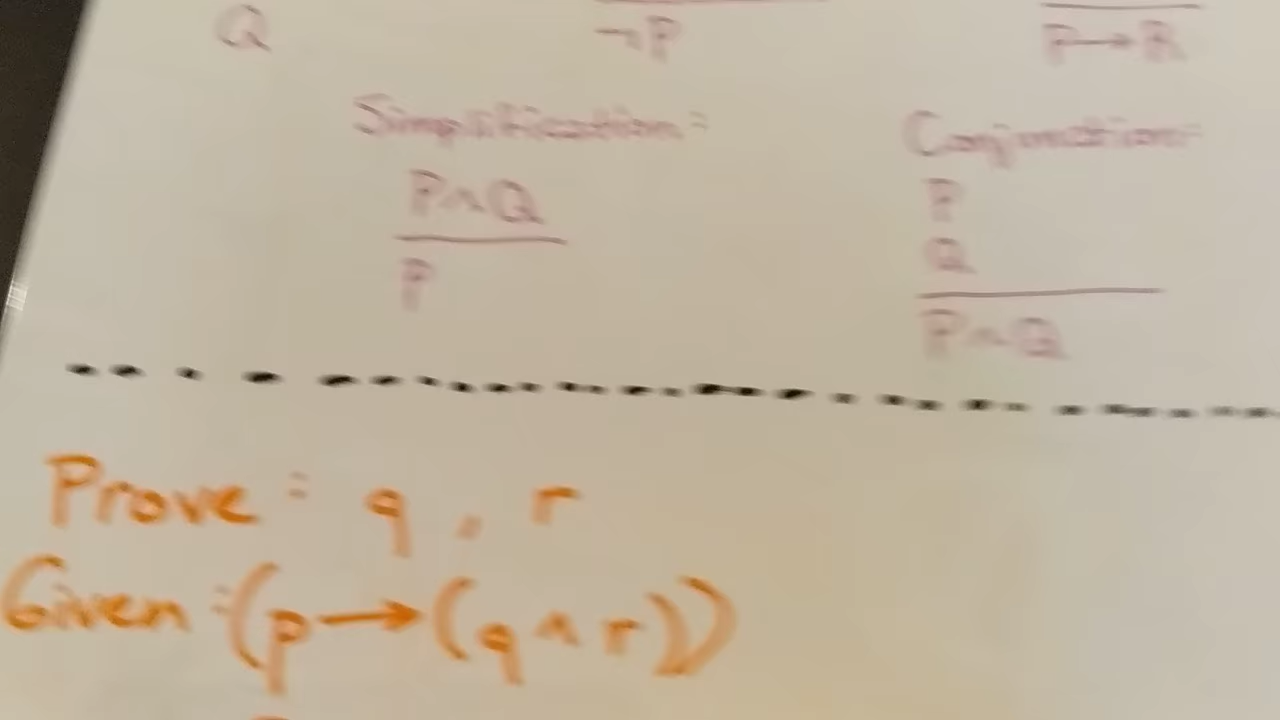 Q ¬P P→R
Simplification: Conjunction:
P∧Q P
P Q
P∧Q
Prove: q , r
Given:(p→(q∧r))